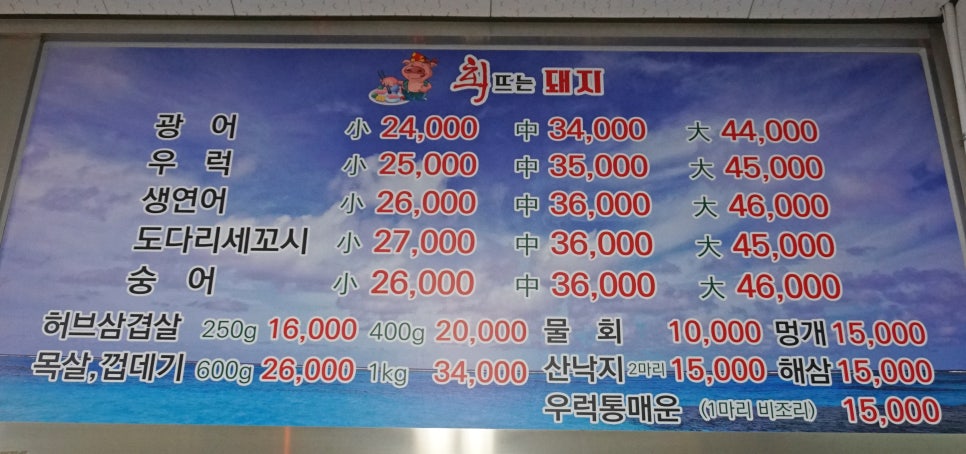 회뜨는 돼지
광 어 小 24,000 中 34,000 大 44,000
우 럭 小 25,000 中 35,000 大 45,000
생연어 小 26,000 中 36,000 大 46,000
도다리세꼬시 小 27,000 中 36,000 大 45,000
숭 어 小 26,000 中 36,000 大 46,000
허브삼겹살 250g 16,000 400g 20,000 물 회 10,000 멍개 15,000
목살,껍데기 600g 26,000 1kg 34,000 산낙지 2마리 15,000 해삼 15,000
우럭통매운 (1마리 비조리) 15,000